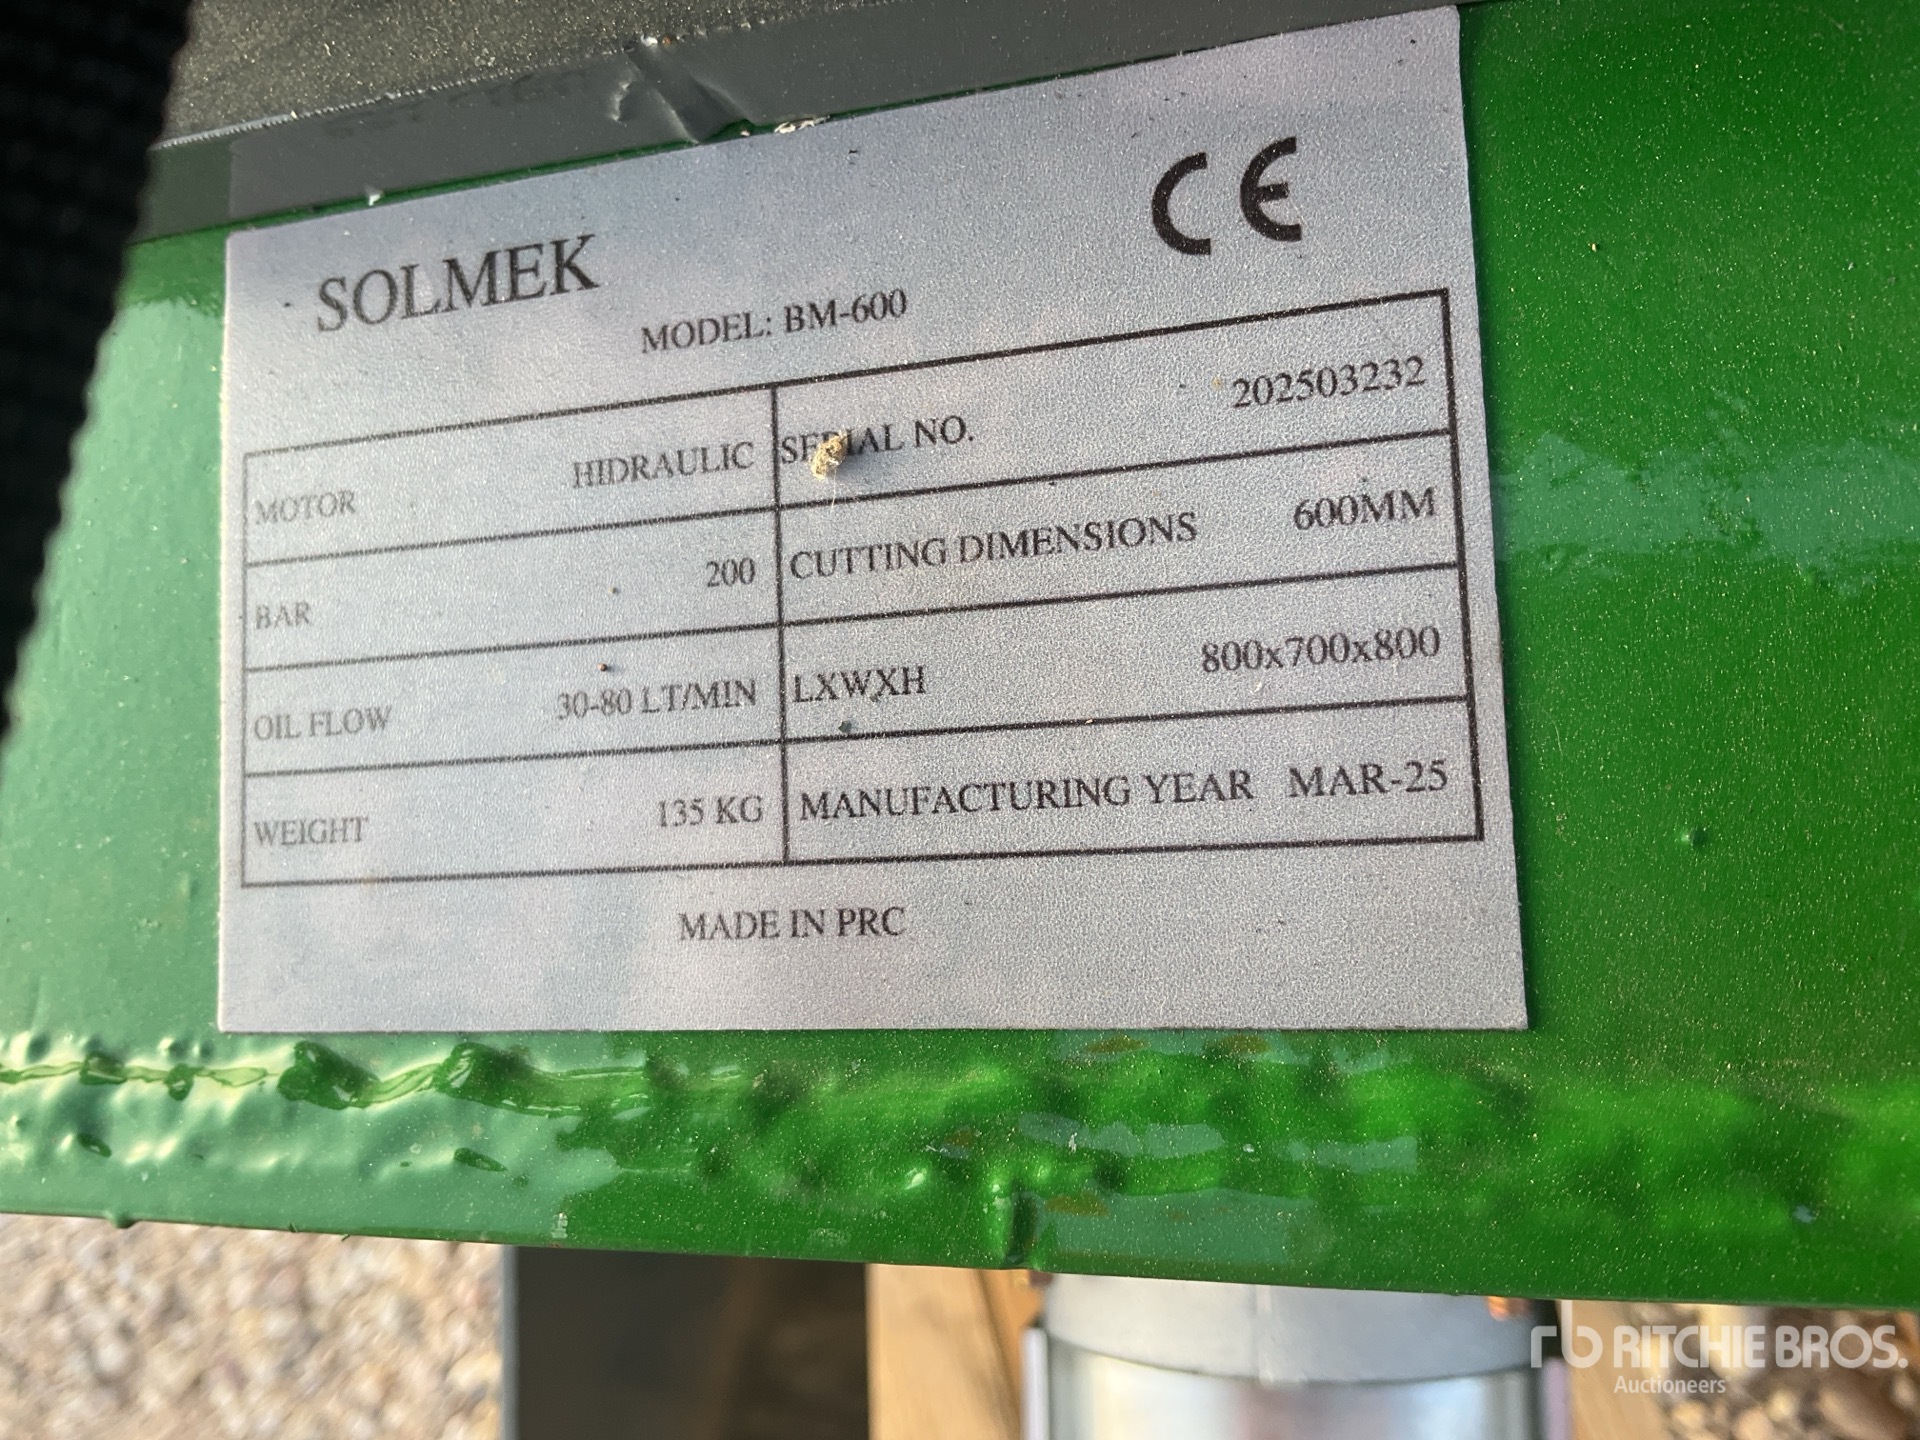 CE
SOLMEK
MODEL: BM-600
MOTOR HIDRAULIC SERIAL NO. 202503232
BAR 200 CUTTING DIMENSIONS 600MM
OIL FLOW 30-80 LT/MIN LXWXH 800x700x800
WEIGHT 135 KG MANUFACTURING YEAR MAR-25
MADE IN PRC
rb RITCHIE BROS.
Auctioneers